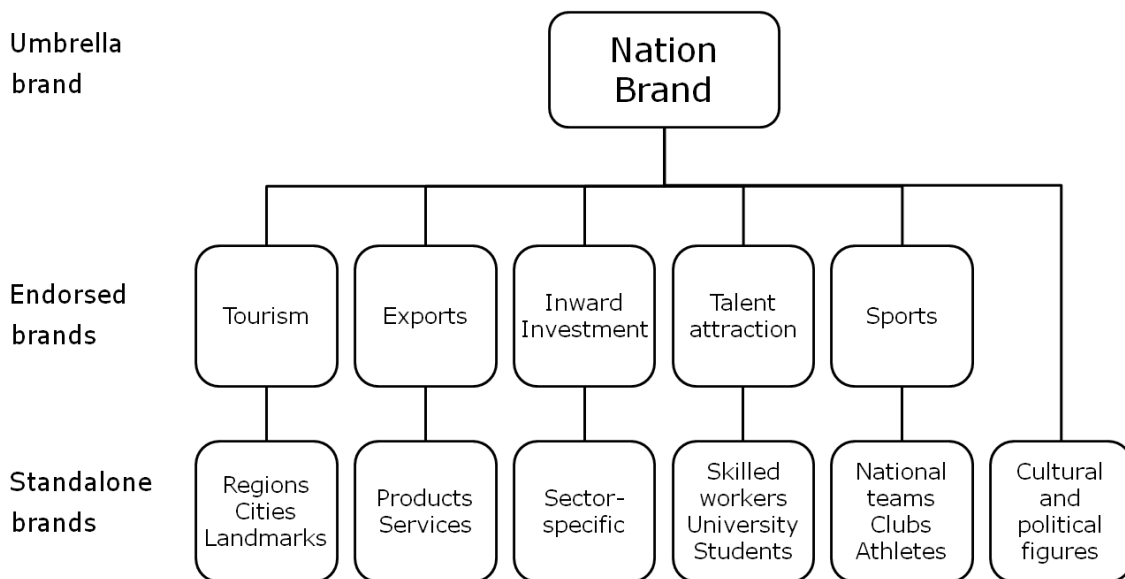 Umbrella
brand
Nation
Brand
Endorsed
brands
Tourism
Exports
Inward
Investment
Talent
attraction
Sports
Standalone
brands
Regions
Cities
Landmarks
Products
Services
Sector-
specific
Skilled
workers
University
Students
National
teams
Clubs
Athletes
Cultural
and
political
figures